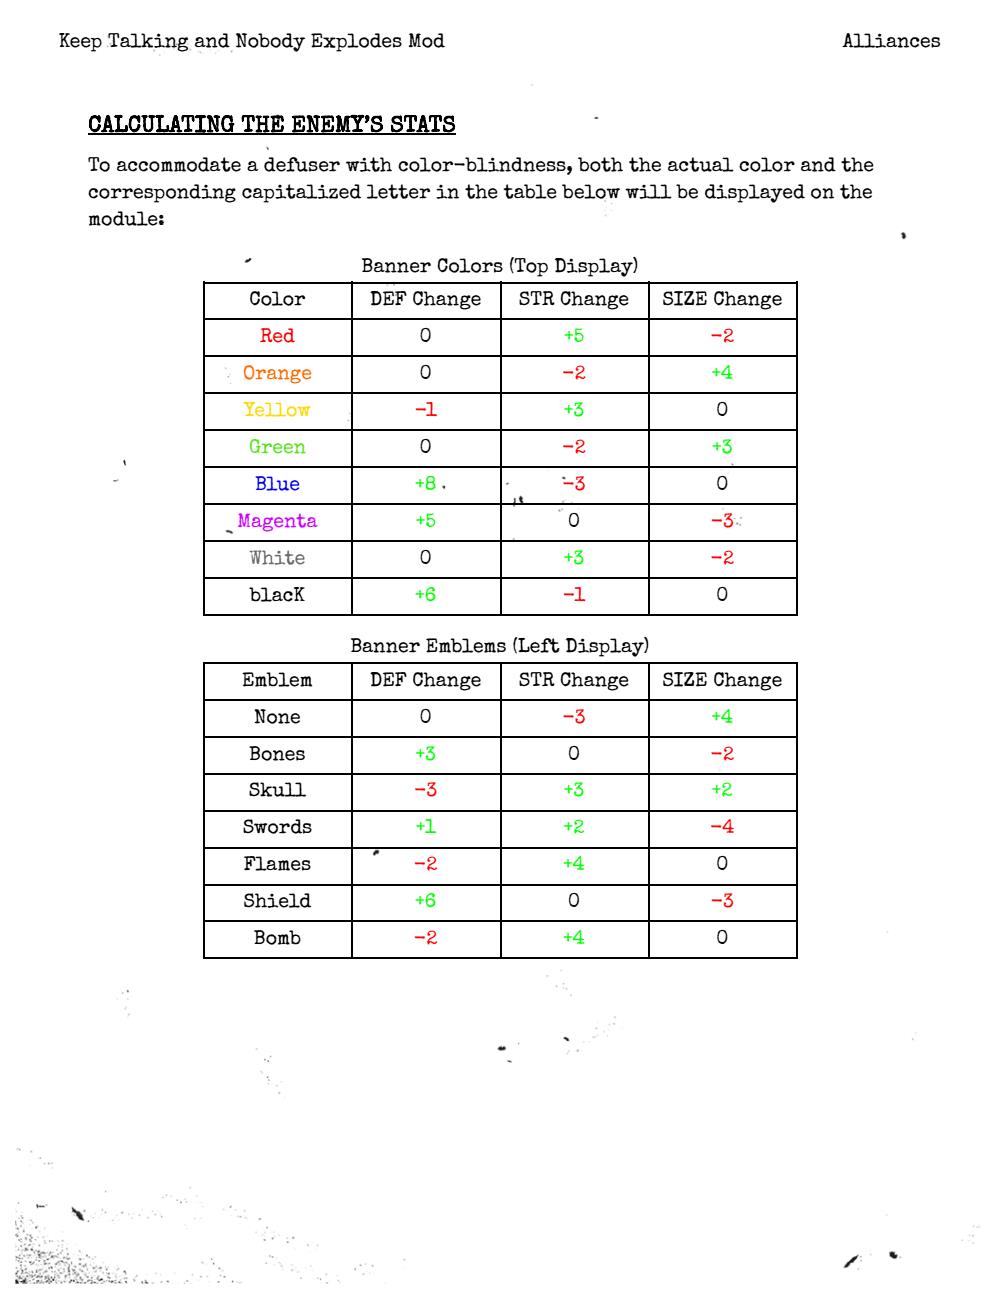 Keep Talking and Nobody Explodes Mod Alliances
CALCULATING THE ENEMY'S STATS
To accommodate a defuser with color-blindness, both the actual color and the
corresponding capitalized letter in the table below will be displayed on the
module:
Banner Colors (Top Display)
Color DEF Change STR Change SIZE Change
Red 0 +5 -2
Orange 0 -2 +4
Yellow -1 +3 0
Green 0 -2 +3
Blue +8 -3 0
Magenta +5 0 -3
White 0 +3 -2
blacK +6 -1 0
Banner Emblems (Left Display)
Emblem DEF Change STR Change SIZE Change
None 0 -3 +4
Bones +3 0 -2
Skull -3 +3 +2
Swords +1 +2 -4
Flames -2 +4 0
Shield +6 0 -3
Bomb -2 +4 0